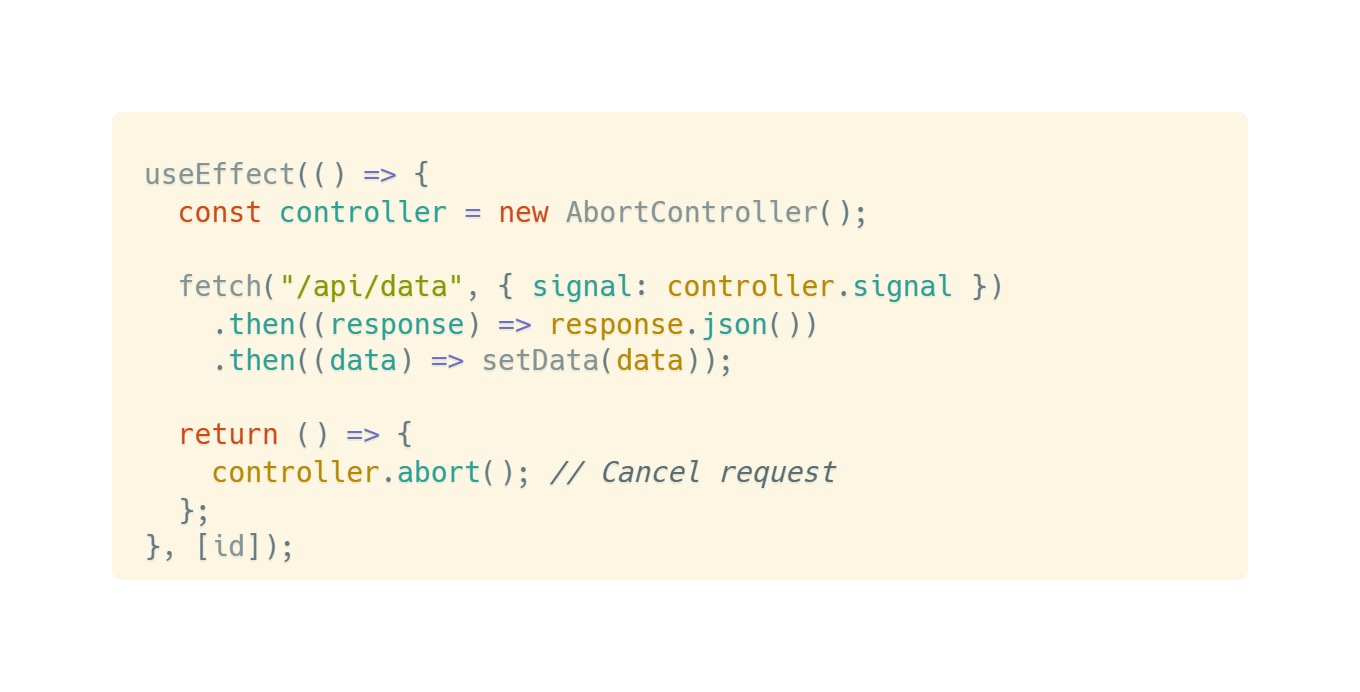 useEffect(() => {
  const controller = new AbortController();

  fetch("/api/data", { signal: controller.signal })
    .then((response) => response.json())
    .then((data) => setData(data));

  return () => {
    controller.abort(); // Cancel request
  };
}, [id]);